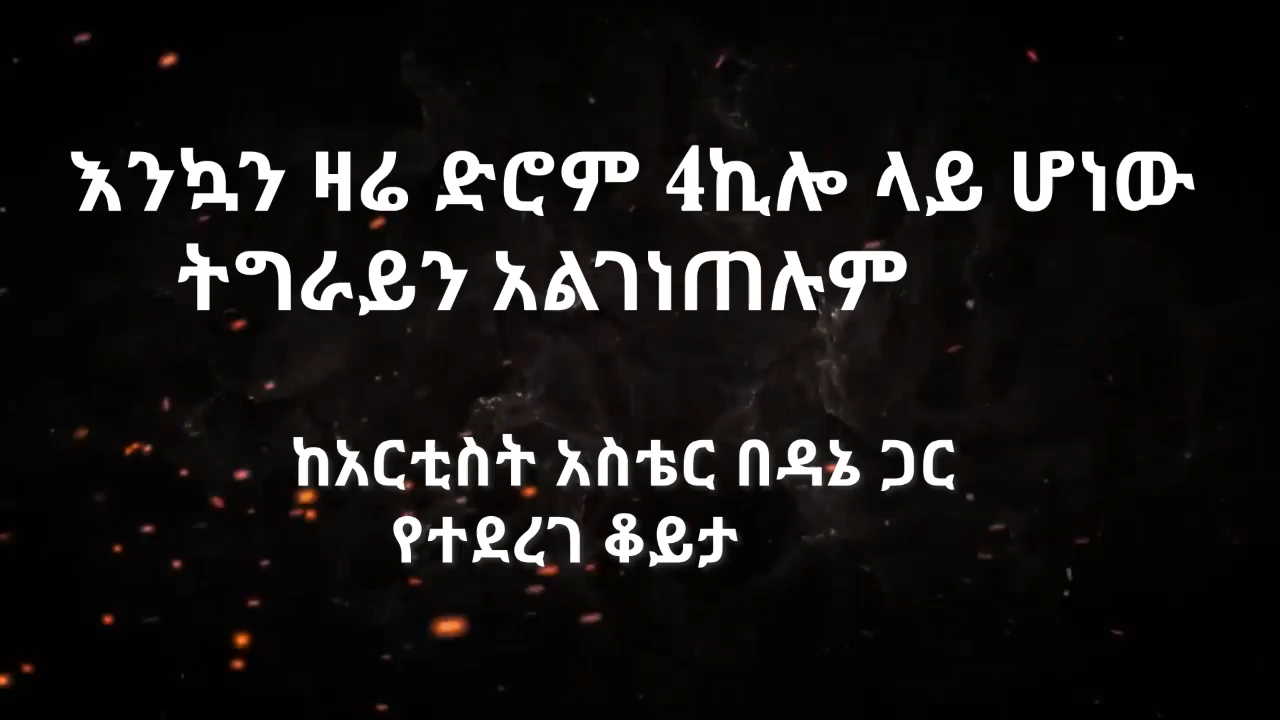 እንኳን ዛሬ ድሮም 4ኪሎ ላይ ሆነው
ትግራይን አልገነጠሉም
ከአርቲስት አስቴር በዳኔ ጋር
የተደረገ ቆይታ